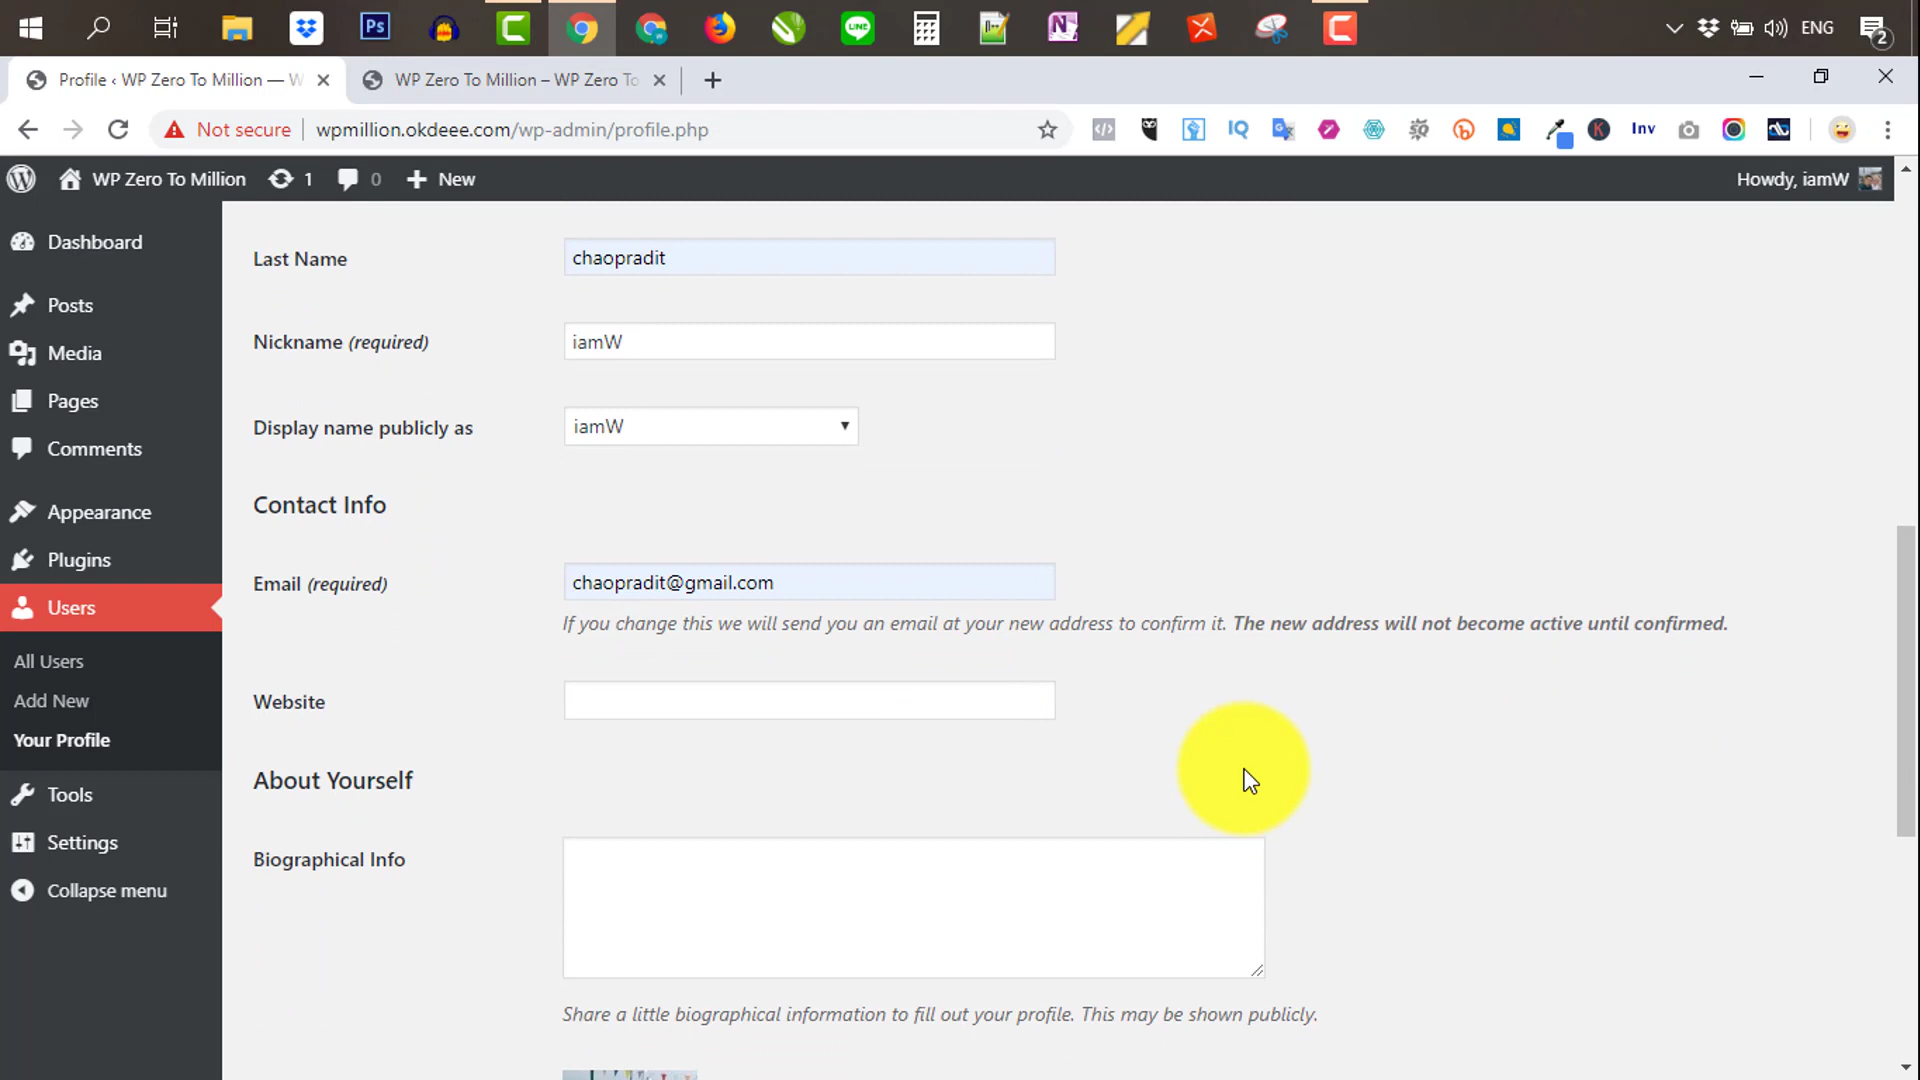 Ps
LINE
N
ENG
2
Profile ‹ WP Zero To Million — W
WP Zero To Million – WP Zero To
Not secure
wpmillion.okdeee.com/wp-admin/profile.php
IQ
K
Inv
WP Zero To Million
1
0
New
Howdy, iamW
Dashboard
Posts
Media
Pages
Comments
Appearance
Plugins
Users
All Users
Add New
Your Profile
Tools
Settings
Collapse menu
Last Name
chaopradit
Nickname (required)
iamW
Display name publicly as
iamW
Contact Info
Email (required)
chaopradit@gmail.com
If you change this we will send you an email at your new address to confirm it. The new address will not become active until confirmed.
Website
About Yourself
Biographical Info
Share a little biographical information to fill out your profile. This may be shown publicly.